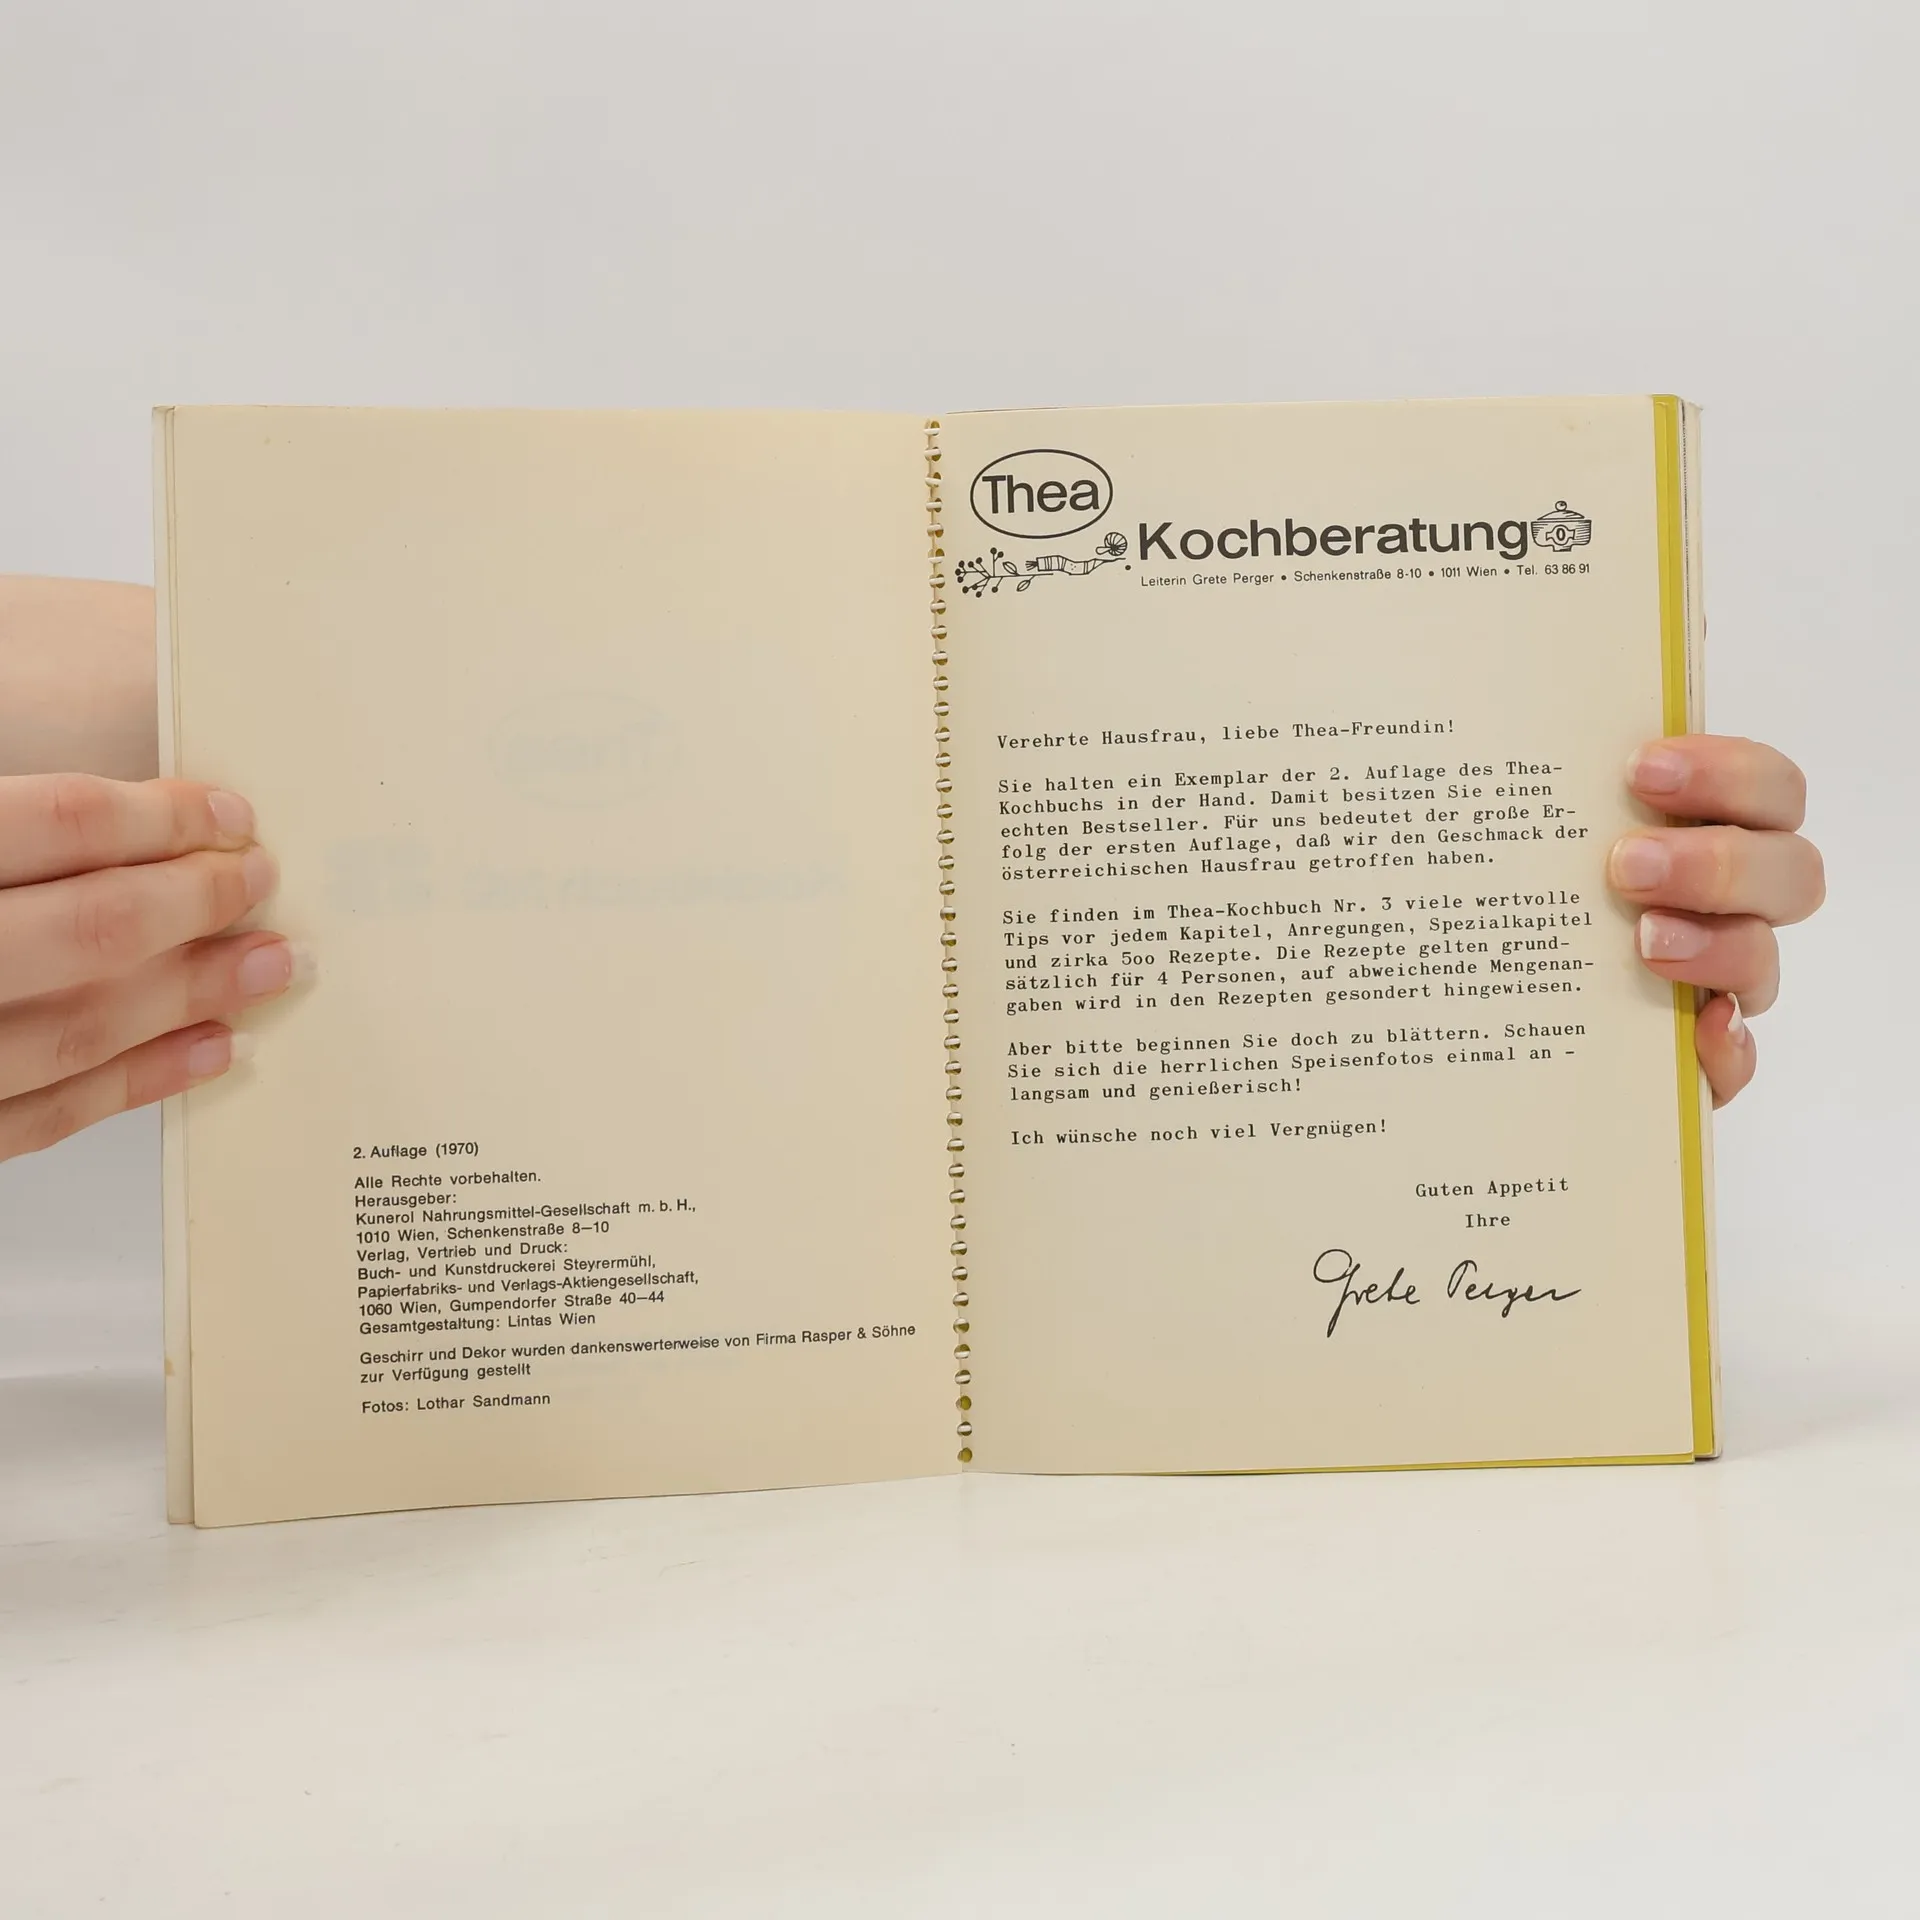 2. Auflage (1970)
Alle Rechte vorbehalten.
Herausgeber:
Kunerol Nahrungsmittel-Gesellschaft m. b. H.,
1010 Wien, Schenkenstraße 8—10
Verlag, Vertrieb und Druck:
Buch- und Kunstdruckerei Steyrermühl,
Papierfabriks- und Verlags-Aktiengesellschaft,
1060 Wien, Gumpendorfer Straße 40—44
Gesamtgestaltung: Lintas Wien
Geschirr und Dekor wurden dankenswerterweise von Firma Rasper & Söhne
zur Verfügung gestellt
Fotos: Lothar Sandmann
Thea
Kochberatung
Leiterin Grete Perger • Schenkenstraße 8-10 • 1011 Wien • Tel. 63 86 91
Verehrte Hausfrau, liebe Thea-Freundin!
Sie halten ein Exemplar der 2. Auflage des Thea-
Kochbuchs in der Hand. Damit besitzen Sie einen
echten Bestseller. Für uns bedeutet der große Er-
folg der ersten Auflage, daß wir den Geschmack der
österreichischen Hausfrau getroffen haben.
Sie finden im Thea-Kochbuch Nr. 3 viele wertvolle
Tips vor jedem Kapitel, Anregungen, Spezialkapitel
und zirka 5oo Rezepte. Die Rezepte gelten grund-
sätzlich für 4 Personen, auf abweichende Mengenan-
gaben wird in den Rezepten gesondert hingewiesen.
Aber bitte beginnen Sie doch zu blättern. Schauen
Sie sich die herrlichen Speisenfotos einmal an -
langsam und genießerisch!
Ich wünsche noch viel Vergnügen!
Guten Appetit
Ihre
Grete Perger